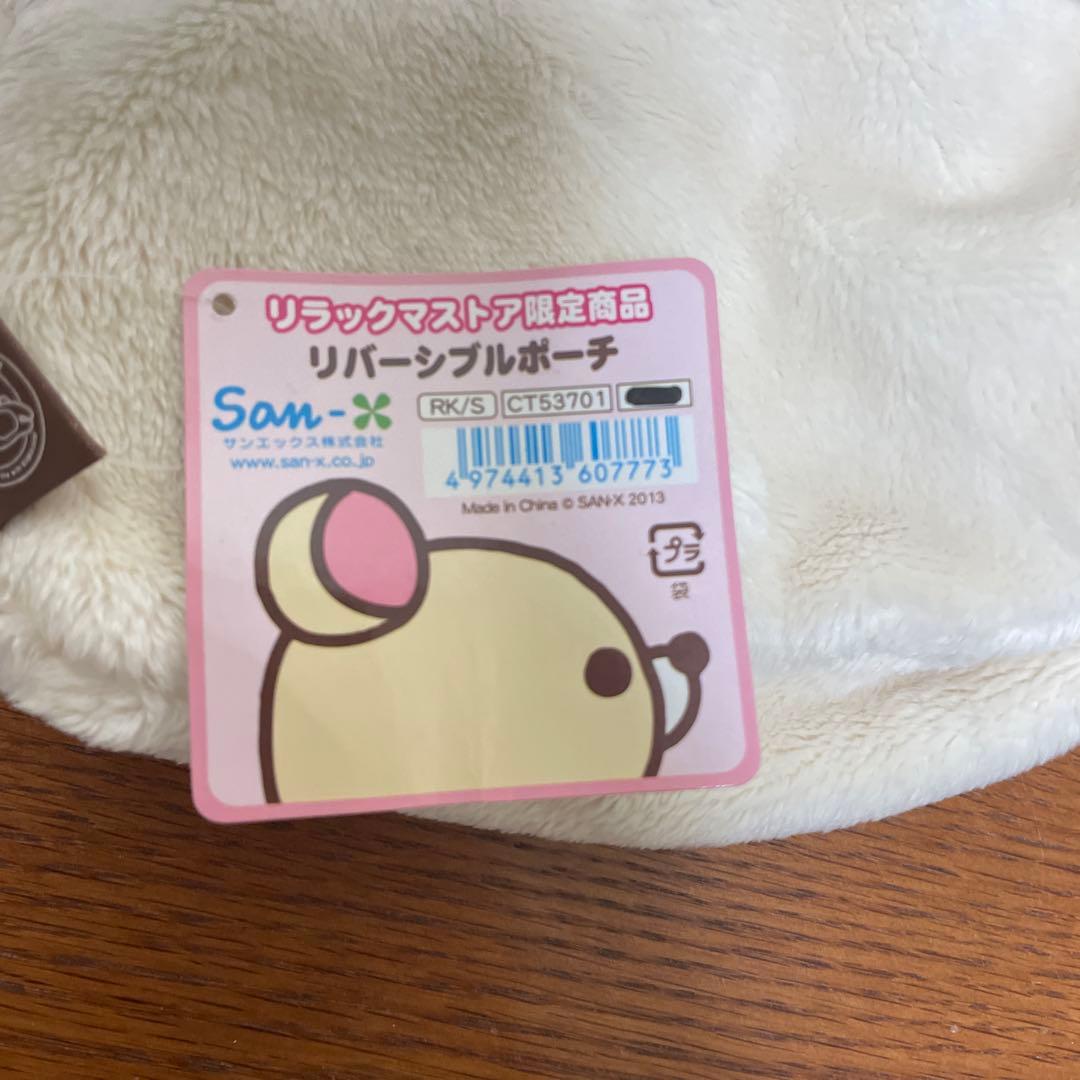 リラックマストア限定商品
リバーシブルポーチ
San-X
サンエックス株式会社
www.san-x.co.jp
RK/S CT53701
4 974413 607773
Made in China © SAN-X 2013
プラ
袋